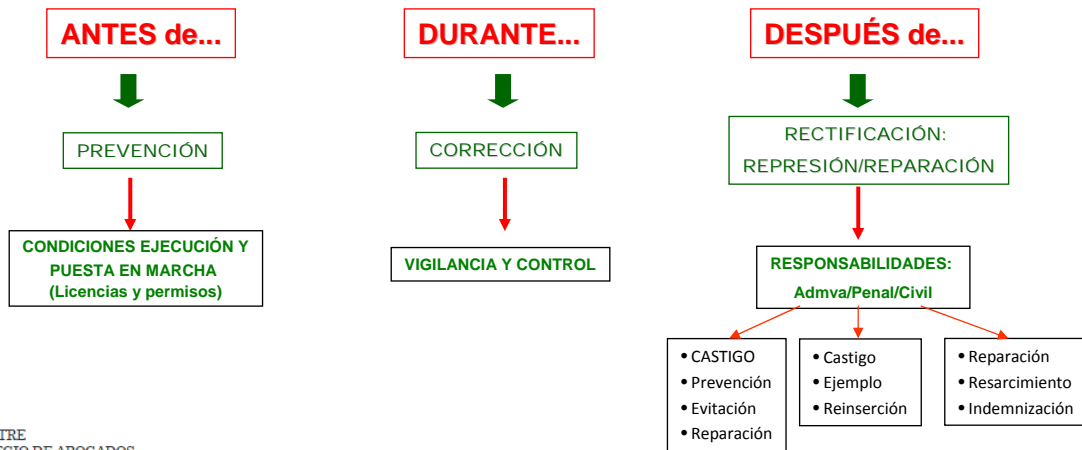 ANTES de...
DURANTE...
DESPUÉS de...
PREVENCIÓN
CORRECCIÓN
RECTIFICACIÓN:
REPRESIÓN/REPARACIÓN
CONDICIONES EJECUCIÓN Y
PUESTA EN MARCHA
(Licencias y permisos)
VIGILANCIA Y CONTROL
RESPONSABILIDADES:
Admva/Penal/Civil
• CASTIGO
• Prevención
• Evitación
• Reparación
• Castigo
• Ejemplo
• Reinserción
• Reparación
• Resarcimiento
• Indemnización